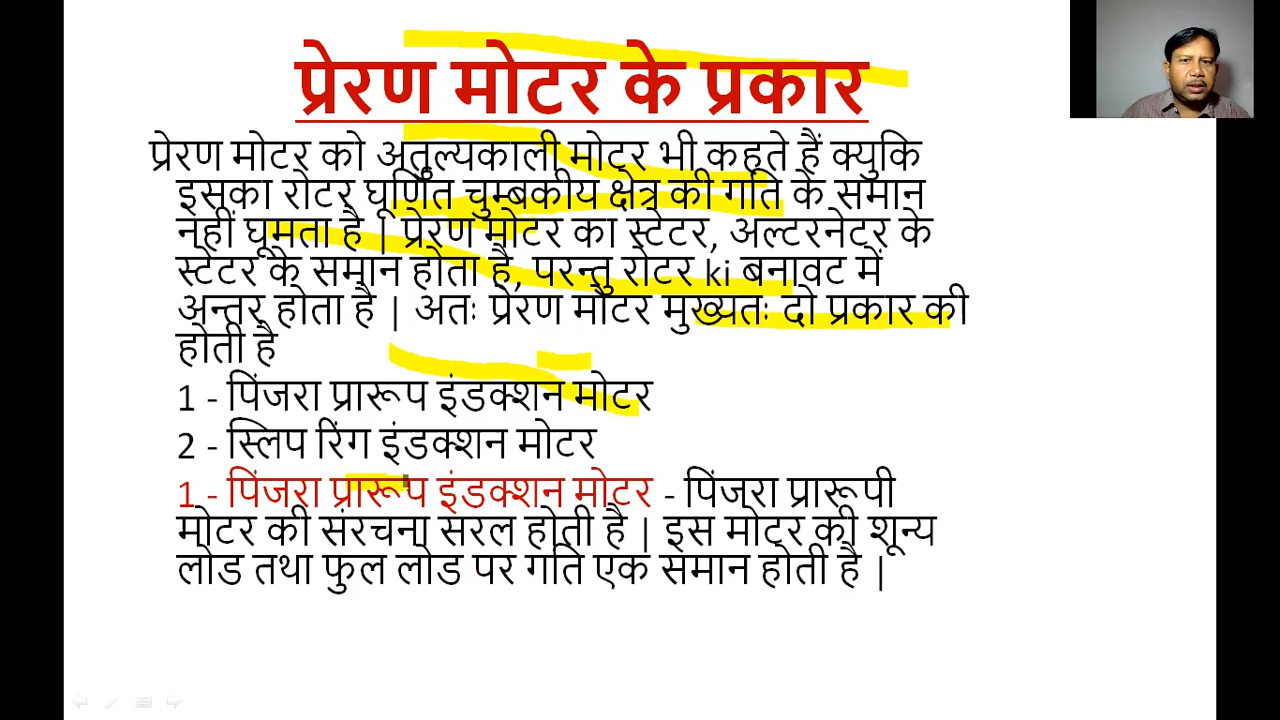 प्रेरण मोटर के प्रकार
प्रेरण मोटर को अतुल्यकाली मोटर भी कहते हैं क्युकि
इसका रोटर घूर्णित चुम्बकीय क्षेत्र की गति के समान
नहीं घूमता है | प्रेरण मोटर का स्टेटर, अल्टरनेटर के
स्टेटर के समान होता है, परन्तु रोटर ki बनावट में
अन्तर होता है | अतः प्रेरण मोटर मुख्यतः दो प्रकार की
होती है
1 - पिंजरा प्रारूप इंडक्शन मोटर
2 - स्लिप रिंग इंडक्शन मोटर
1 - पिंजरा प्रारूप इंडक्शन मोटर - पिंजरा प्रारूपी
मोटर की संरचना सरल होती है | इस मोटर की शून्य
लोड तथा फुल लोड पर गति एक समान होती है |